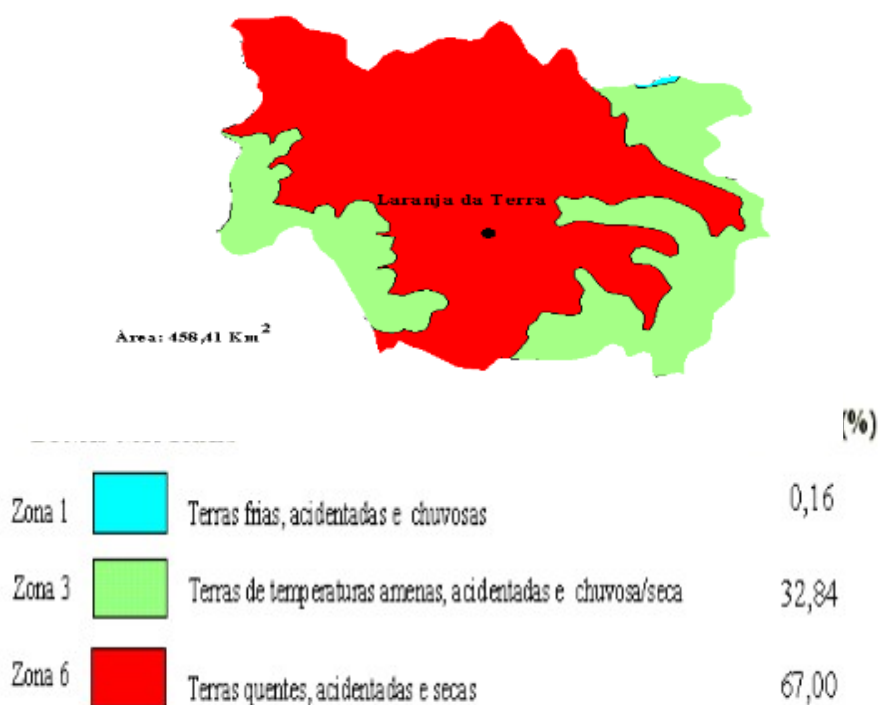 Laranja da Terra
Àrea: 458,41 Km²
(%)
Zona 1 Terras frias, acidentadas e chuvosas 0,16
Zona 3 Terras de temperaturas amenas, acidentadas e chuvosa/seca 32,84
Zona 6 Terras quentes, acidentadas e secas 67,00